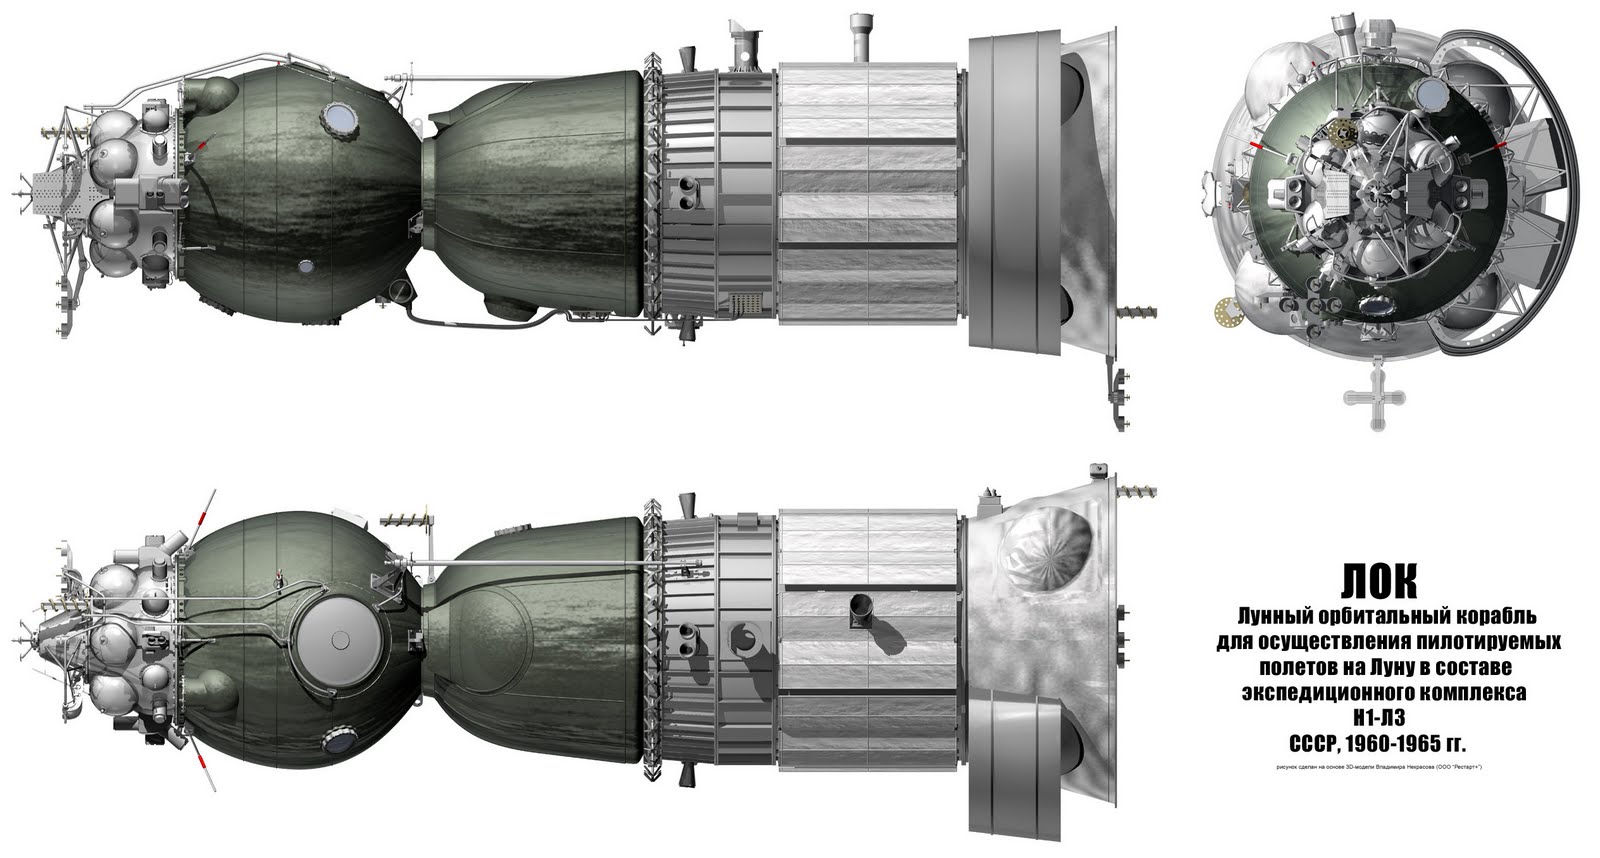 ЛОК
Лунный орбитальный корабль
для осуществления пилотируемых
полетов на Луну в составе
экспедиционного комплекса
Н1-Л3
СССР, 1960-1965 гг.
рисунок сделан на основе 3D-модели Владимира Некрасова (ООО "Рестарт+")